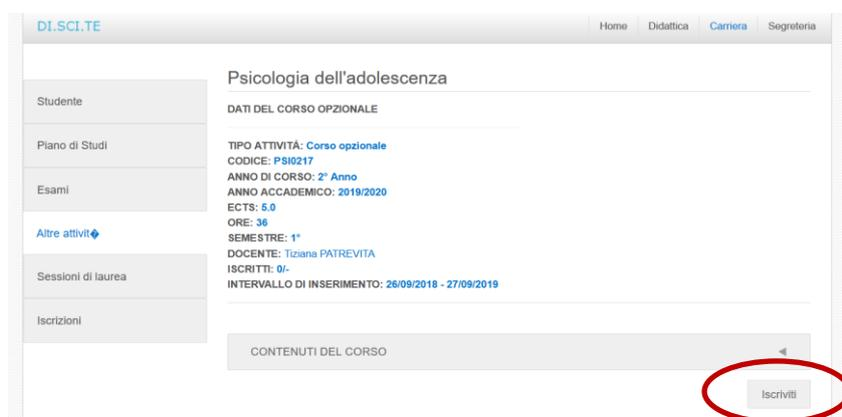 DI.SCI.TE
Home Didattica Carriera Segreteria
Studente
Piano di Studi
Esami
Altre attivit�
Sessioni di laurea
Iscrizioni
Psicologia dell'adolescenza
DATI DEL CORSO OPZIONALE
TIPO ATTIVITÀ: Corso opzionale
CODICE: PSI0217
ANNO DI CORSO: 2° Anno
ANNO ACCADEMICO: 2019/2020
ECTS: 5.0
ORE: 36
SEMESTRE: 1°
DOCENTE: Tiziana PATREVITA
ISCRITTI: 0/-
INTERVALLO DI INSERIMENTO: 26/09/2018 - 27/09/2019
CONTENUTI DEL CORSO
Iscriviti